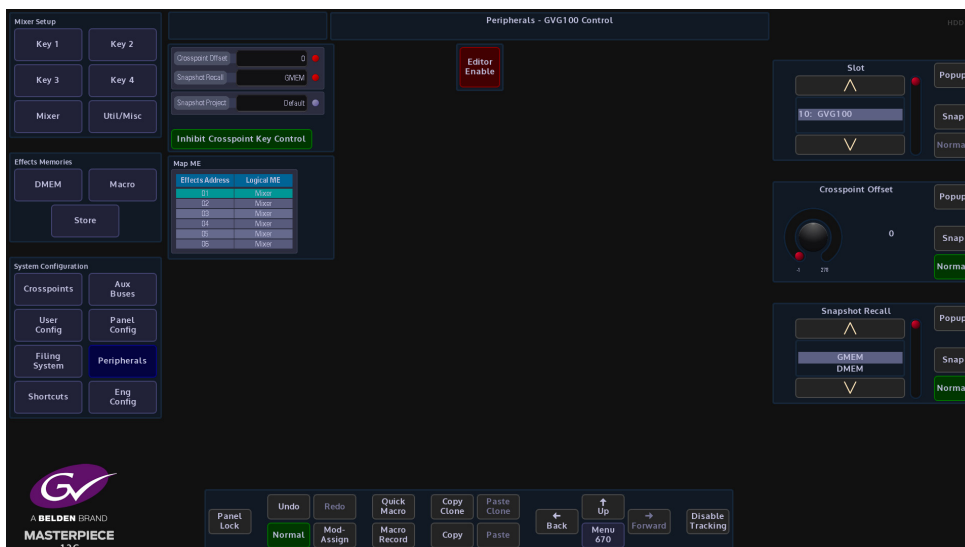 Mixer Setup
Key 1
Key 2
Key 3
Key 4
Mixer
Util/Misc
Effects Memories
DMEM
Macro
Store
System Configuration
Crosspoints
Aux
Buses
User
Config
Panel
Config
Filing
System
Peripherals
Shortcuts
Eng
Config
GV
A BELDEN BRAND
MASTERPIECE
Peripherals - GVG100 Control
HDD
Crosspoint Offset
0
Snapshot Recall
GMEM
Snapshot Project
Default
Inhibit Crosspoint Key Control
Editor
Enable
Map ME
Effects Address Logical ME
01 Mixer
02 Mixer
03 Mixer
04 Mixer
05 Mixer
06 Mixer
Slot
10: GVG100
Popup
Snap
Norma
Crosspoint Offset
0
-1 270
Popup
Snap
Norma
Snapshot Recall
GMEM
DMEM
Popup
Snap
Norma
Panel
Lock
Undo
Redo
Normal
Mod-
Assign
Quick
Macro
Macro
Record
Copy
Clone
Paste
Clone
Copy
Paste
Back
Up
Menu
670
Forward
Disable
Tracking